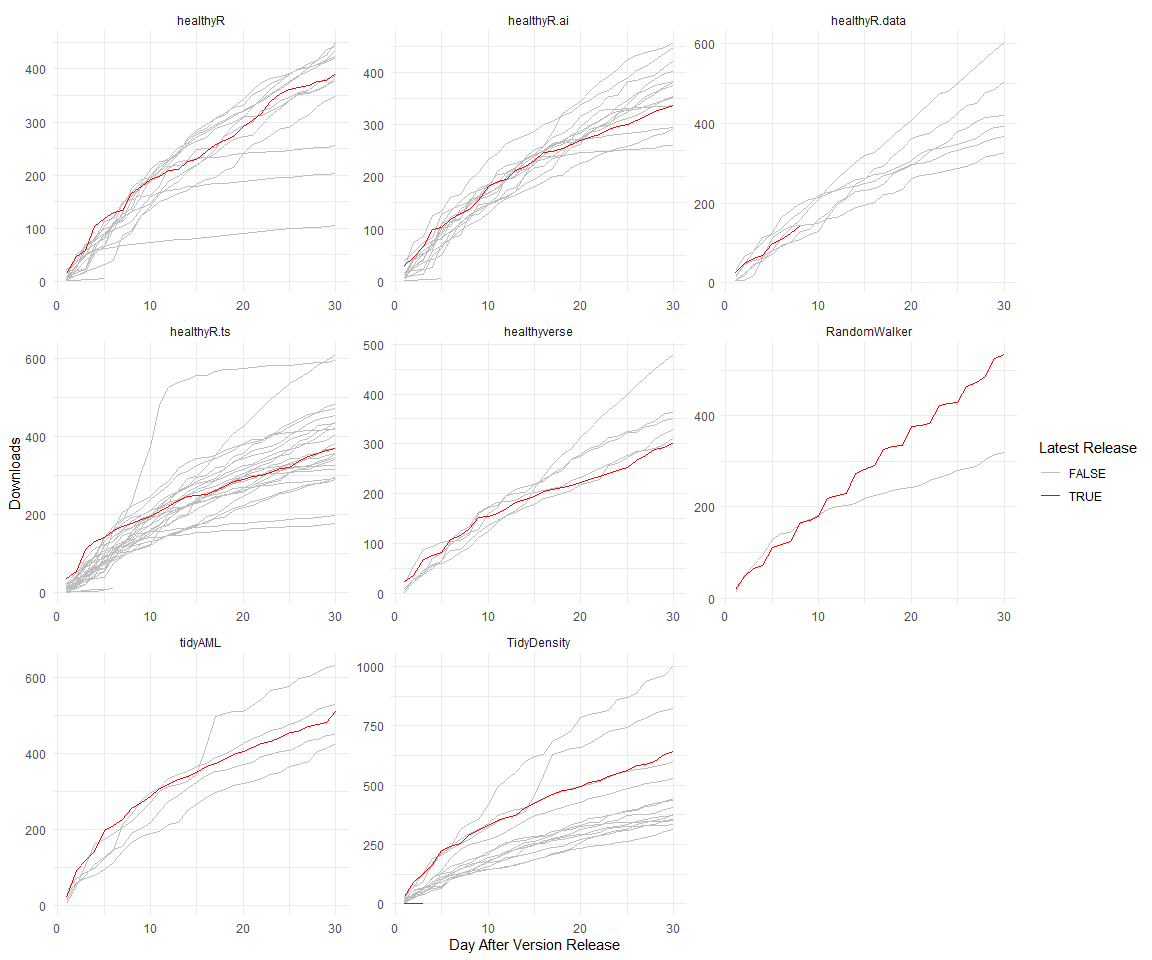 healthyR healthyR.ai healthyR.data
400
300
200
100
0
0 10 20 30
400
300
200
100
0
0 10 20 30
600
400
200
0
0 10 20 30
healthyR.ts healthyverse RandomWalker
600
400
200
0
0 10 20 30
500
400
300
200
100
0
0 10 20 30
400
200
0
0 10 20 30
tidyAML TidyDensity
600
400
200
0
0 10 20 30
1000
750
500
250
0
0 10 20 30
Downloads
Day After Version Release
Latest Release
FALSE
TRUE